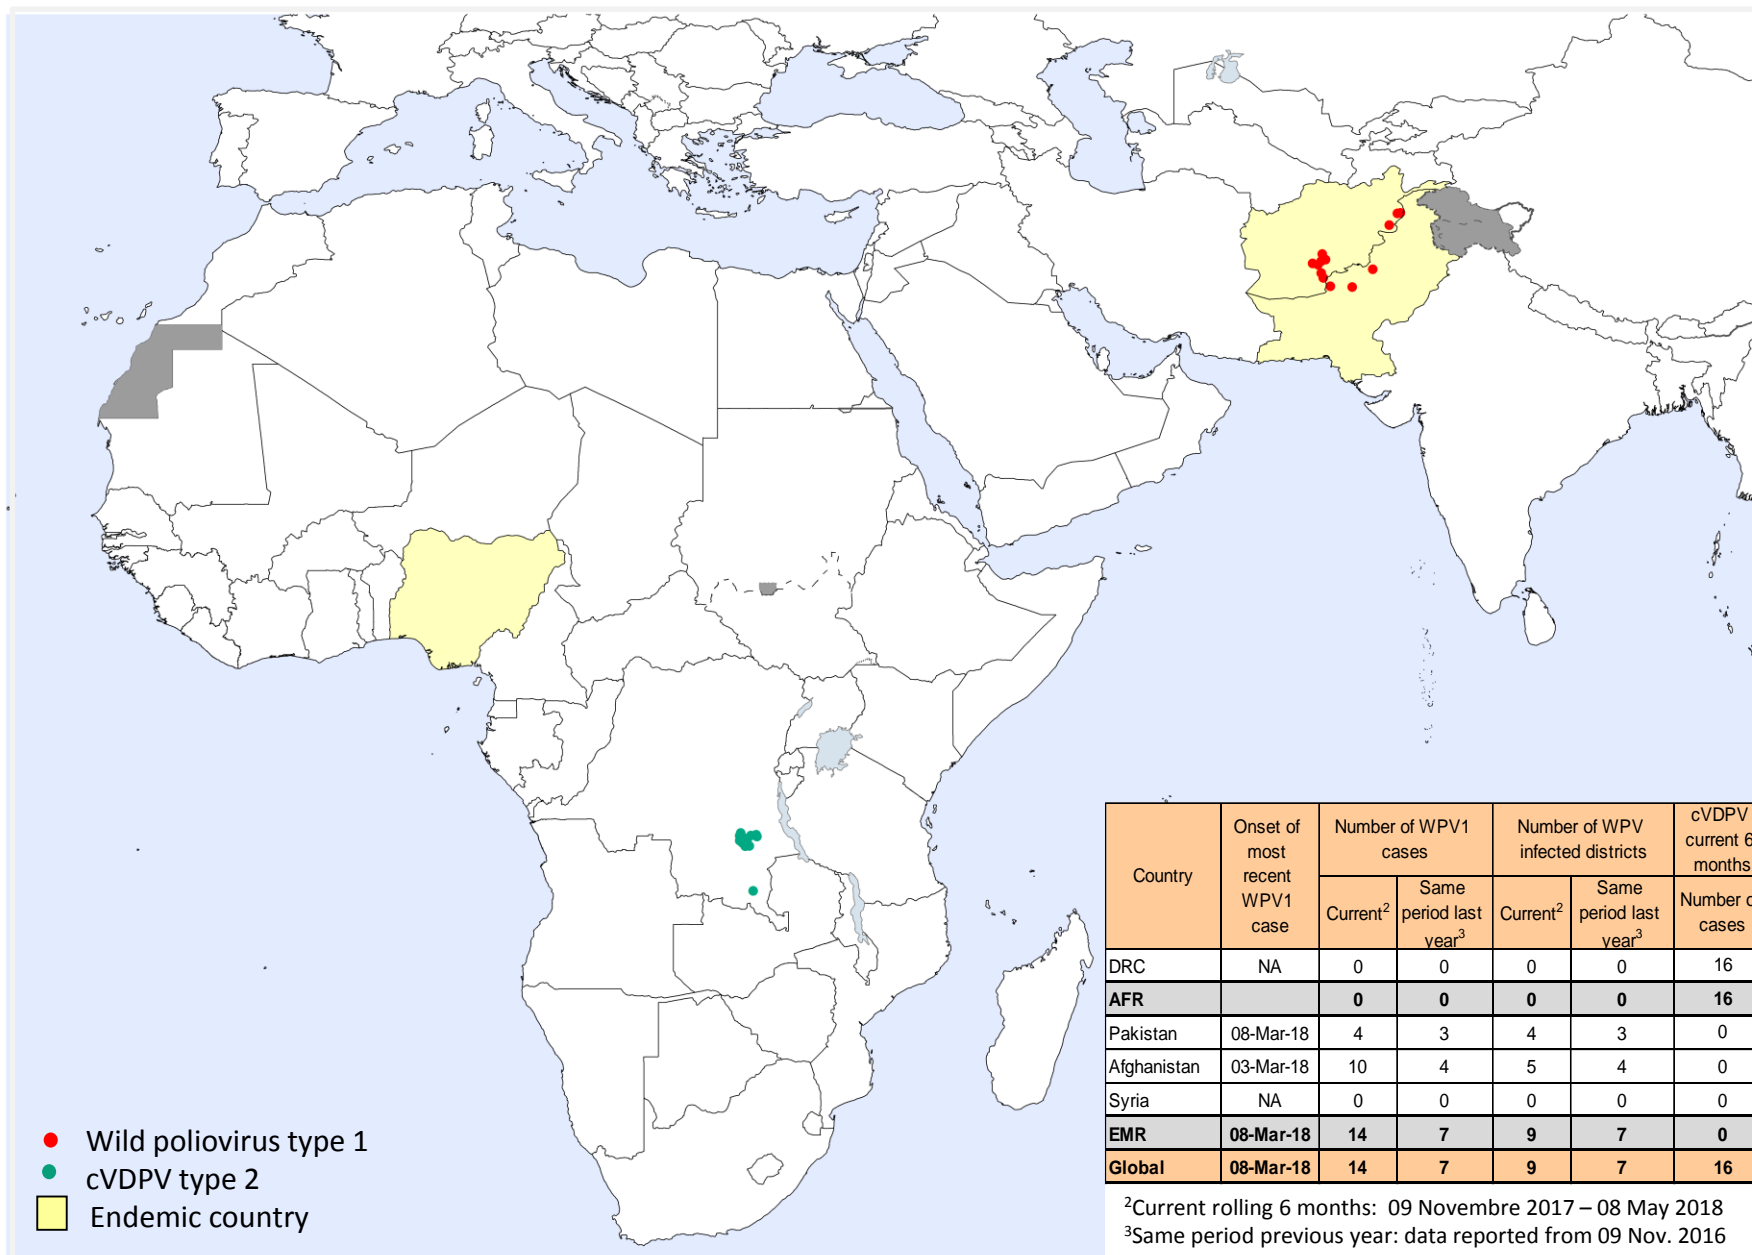 Country
Onset of
most
recent
WPV1
case
Number of WPV1
cases
Number of WPV
infected districts
cVDPV
current 6
months
Current²
Same
period last
year³
Current²
Same
period last
year³
Number
cases
DRC NA 0 0 0 0 16
AFR 0 0 0 0 16
Pakistan 08-Mar-18 4 3 4 3 0
Afghanistan 03-Mar-18 10 4 5 4 0
Syria NA 0 0 0 0 0
EMR 08-Mar-18 14 7 9 7 0
Global 08-Mar-18 14 7 9 7 16
²Current rolling 6 months: 09 Novembre 2017 – 08 May 2018
³Same period previous year: data reported from 09 Nov. 2016
Wild poliovirus type 1
cVDPV type 2
Endemic country